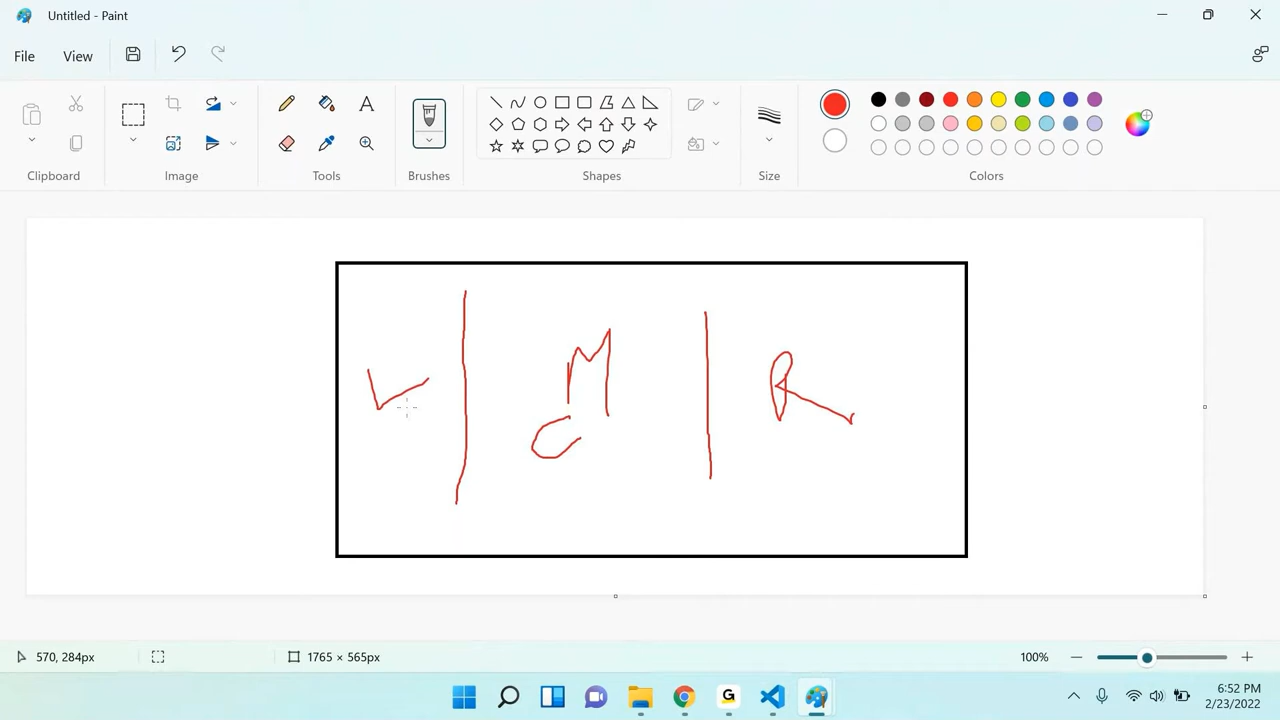 Untitled - Paint
File View
Clipboard Image Tools Brushes Shapes Size Colors
L M R
C
570, 284px 1765 × 565px 100%
G
6:52 PM
2/23/2022